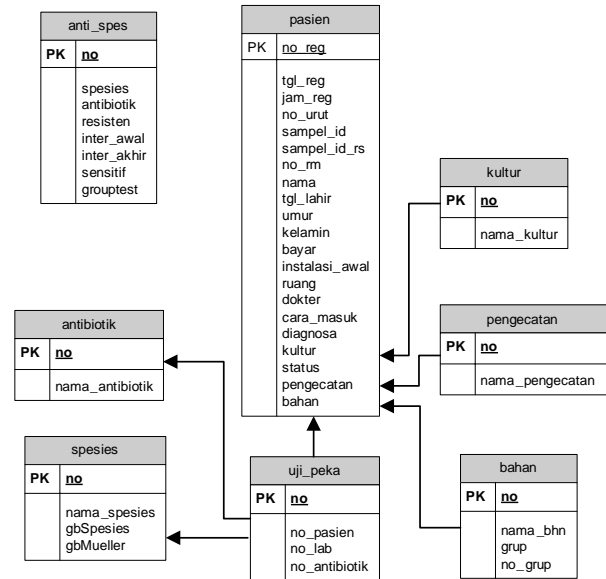 anti_spes
PK no
spesies
antibiotik
resisten
inter_awal
inter_akhir
sensitif
grouptest
pasien
PK no_reg
tgl_reg
jam_reg
no_urut
sampel_id
sampel_id_rs
no_rm
nama
tgl_lahir
umur
kelamin
bayar
instalasi_awal
ruang
dokter
cara_masuk
diagnosa
kultur
status
pengecatan
bahan
kultur
PK no
nama_kultur
antibiotik
PK no
nama_antibiotik
pengecatan
PK no
nama_pengecatan
spesies
PK no
nama_spesies
gbSpesies
gbMueller
uji_peka
PK no
no_pasien
no_lab
no_antibiotik
bahan
PK no
nama_bhn
grup
no_grup